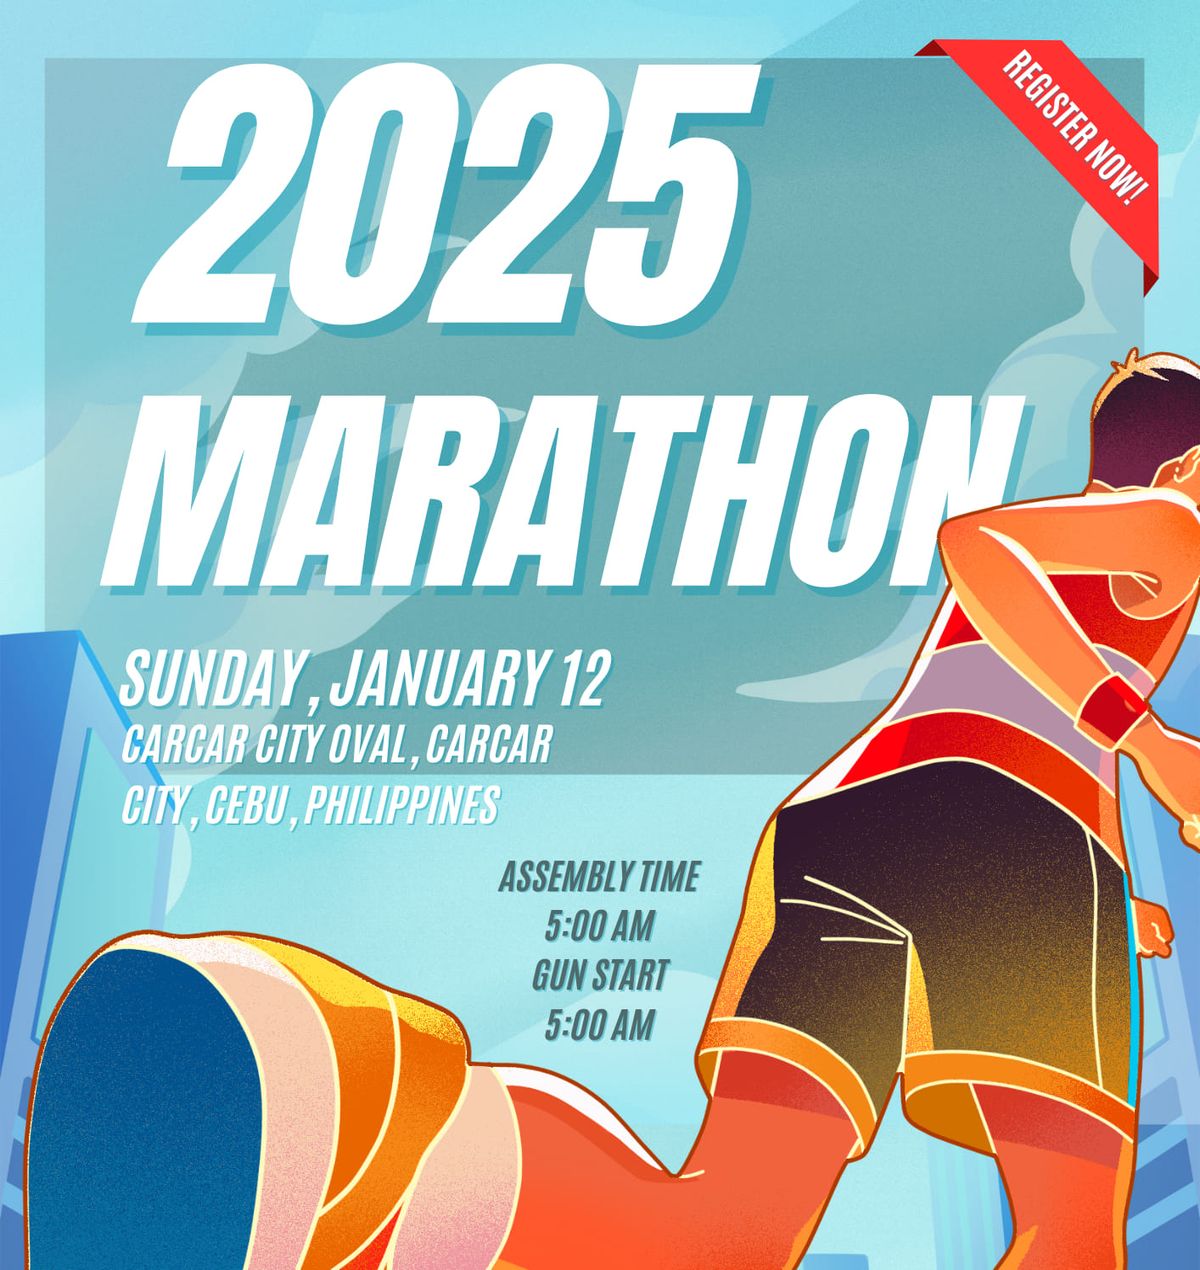 2025
REGISTER NOW!
MARATHON
SUNDAY, JANUARY 12
CARCAR CITY OVAL, CARCAR
CITY, CEBU, PHILIPPINES
ASSEMBLY TIME
5:00 AM
GUN START
5:00 AM